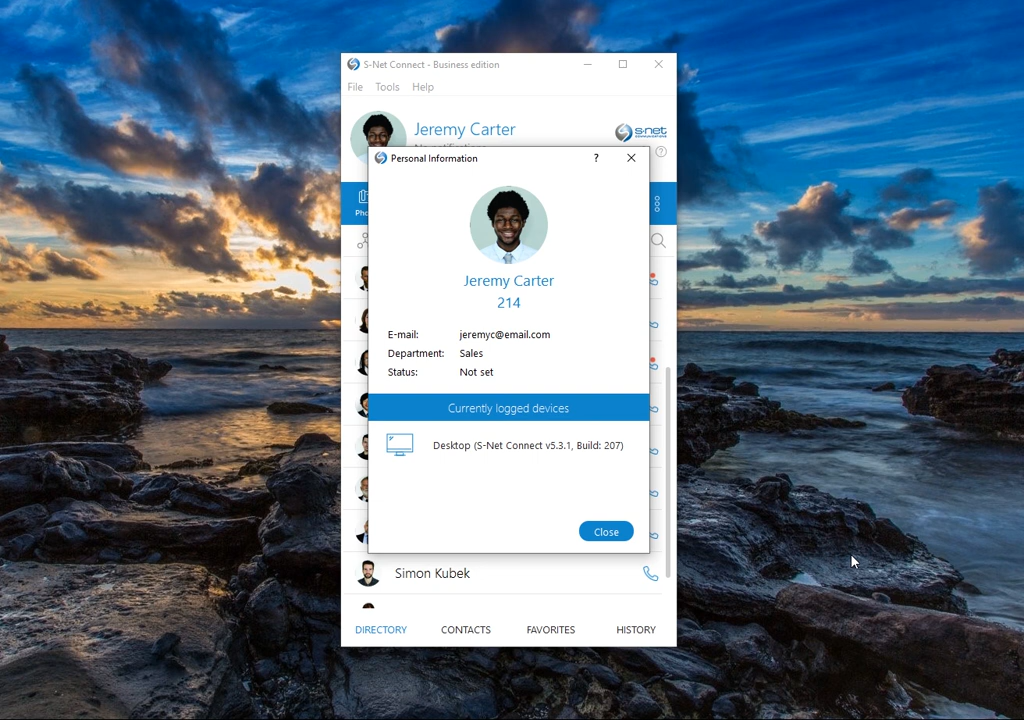 S-Net Connect - Business edition
File Tools Help
Jeremy Carter
s-net
Personal Information
?
?
Jeremy Carter
214
E-mail: jeremyc@email.com
Department: Sales
Status: Not set
Currently logged devices
Desktop (S-Net Connect v5.3.1, Build: 207)
Close
Simon Kubek
DIRECTORY CONTACTS FAVORITES HISTORY